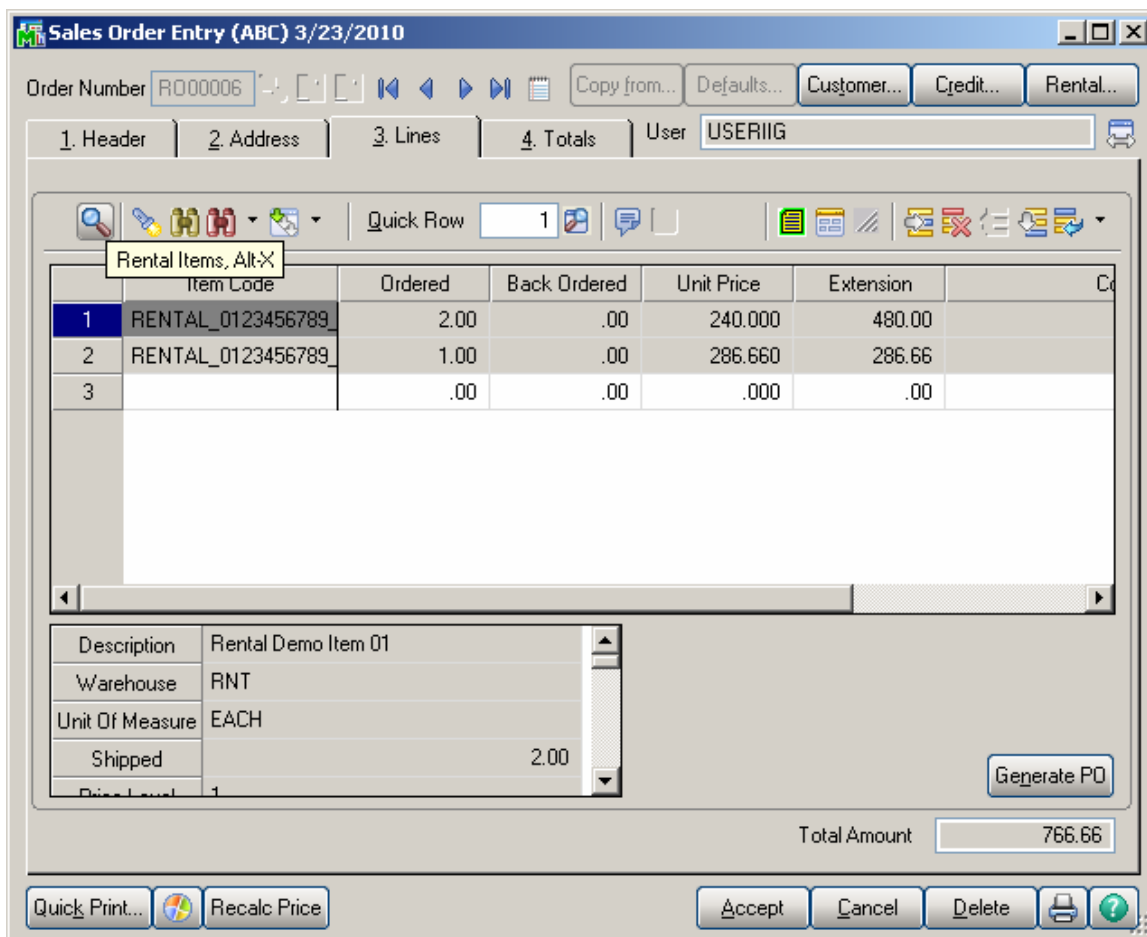 Sales Order Entry (ABC) 3/23/2010
Order Number RO00006 Copy from... Defaults... Customer... Credit... Rental...
1. Header 2. Address 3. Lines 4. Totals User USERIIG
Quick Row 1
Rental Items, Alt-X
Item Code Ordered Back Ordered Unit Price Extension Co
1 RENTAL_0123456789_ 2.00 .00 240.000 480.00
2 RENTAL_0123456789_ 1.00 .00 286.660 286.66
3 .00 .00 .000 .00
Description Rental Demo Item 01
Warehouse RNT
Unit Of Measure EACH
Shipped 2.00
Price Level 1
Generate PO
Total Amount 766.66
Quick Print... Recalc Price Accept Cancel Delete